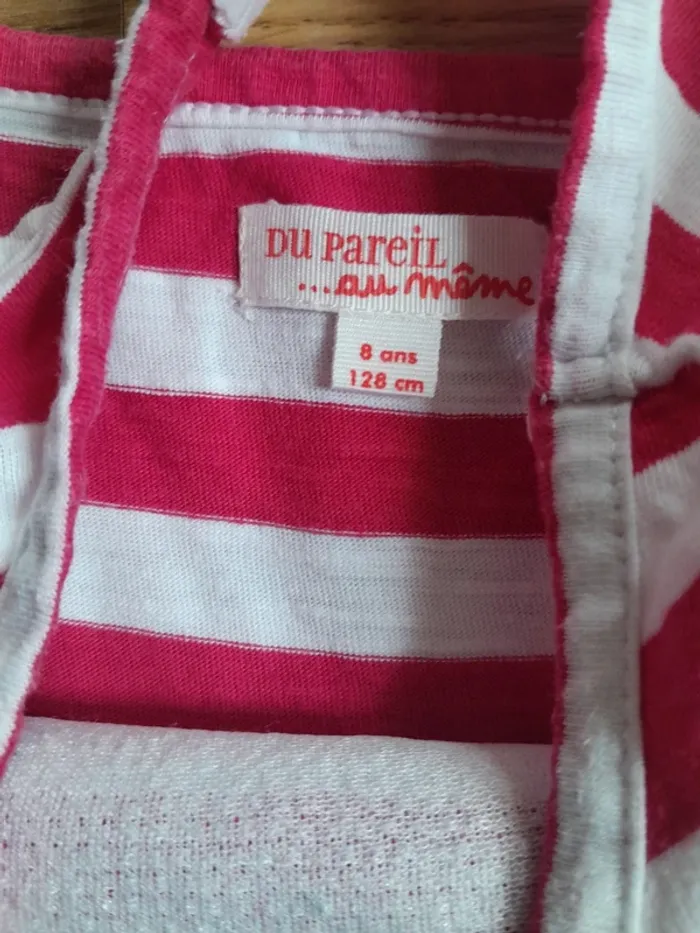 DU PAREIL
...au même
8 ans
128 cm